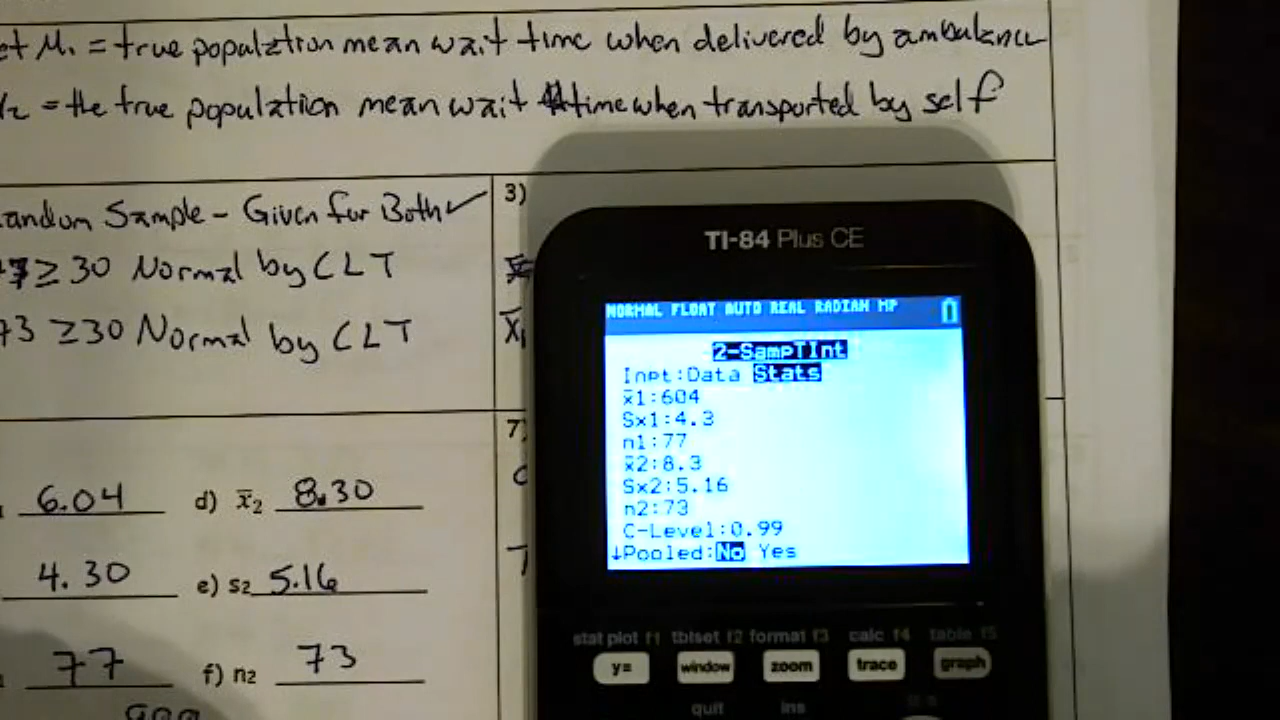 et μ₁ = true population mean wait time when delivered by ambulance
= the true population mean wait time when transported by self
andom Sample - Given for Both ✓
≥ 30 Normal by CLT
73 ≥ 30 Normal by CLT
3)
x̄₁
7)
6.04 d) x̄₂ 8.30
4.30 e) s₂ 5.16
77 f) n₂ 73
TI-84 Plus CE
NORMAL FLOAT AUTO REAL RADIAN MP
2-SampTInt
Inpt:Data Stats
x̄1:604
Sx1:4.3
n1:77
x̄2:8.3
Sx2:5.16
n2:73
C-Level:0.99
↓Pooled:No Yes
stat plot f1 tblset f2 format f3 calc f4 table f5
y= window zoom trace graph
quit ins